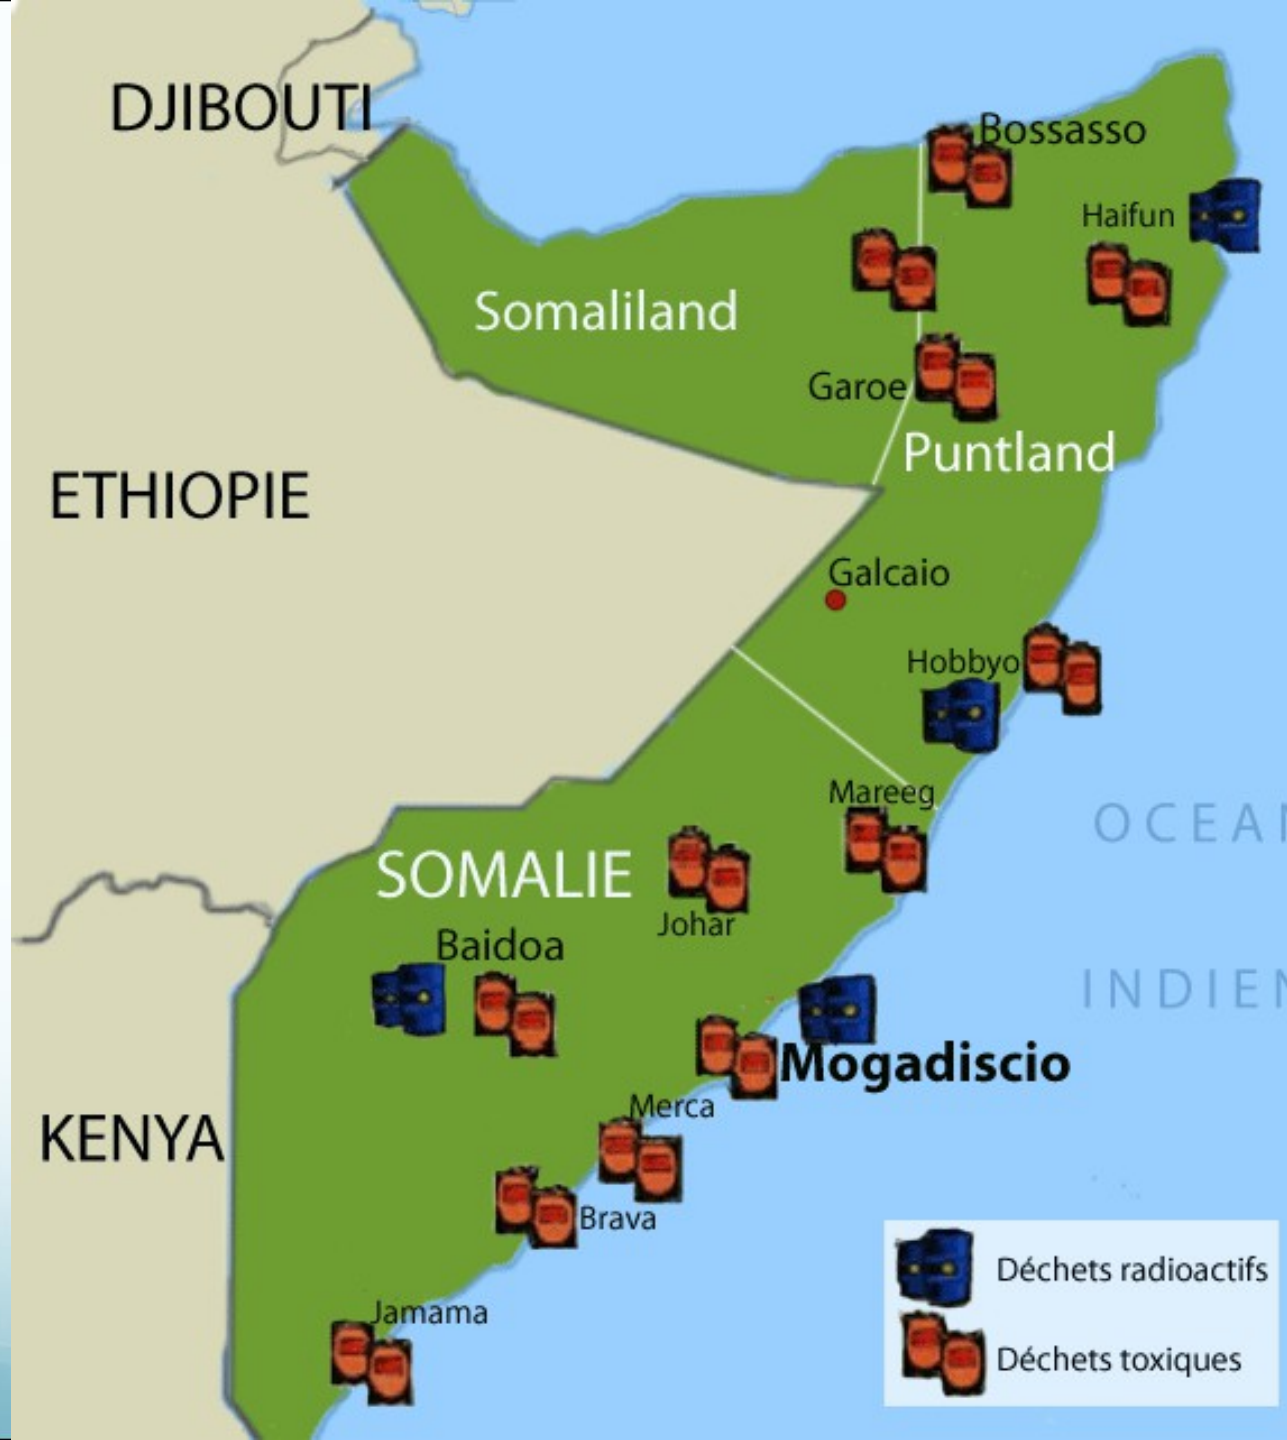 DJIBOUTI
Bossasso
Haifun
Somaliland
Garoe
Puntland
ETHIOPIE
Galcaio
Hobbyo
Mareeg
OCEAN
SOMALIE
Johar
Baidoa
INDIEN
Mogadiscio
Merca
KENYA
Brava
Déchets radioactifs
Jamama
Déchets toxiques